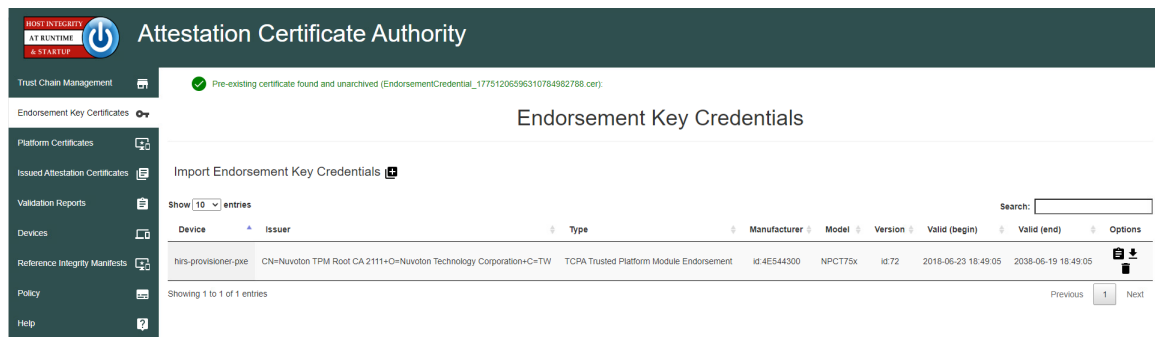 HOST INTEGRITY
AT RUNTIME
& STARTUP
Attestation Certificate Authority
Trust Chain Management
Endorsement Key Certificates
Platform Certificates
Issued Attestation Certificates
Validation Reports
Devices
Reference Integrity Manifests
Policy
Help
Pre-existing certificate found and unarchived (EndorsementCredential_17751206596310784982788.cer):
Endorsement Key Credentials
Import Endorsement Key Credentials
Show 10 entries
Search:
Device Issuer Type Manufacturer Model Version Valid (begin) Valid (end) Options
hirs-provisioner-pxe CN=Nuvoton TPM Root CA 2111+O=Nuvoton Technology Corporation+C=TW TCPA Trusted Platform Module Endorsement id:4E544300 NPCT75x id:72 2018-06-23 18:49:05 2038-06-19 18:49:05
Showing 1 to 1 of 1 entries
Previous 1 Next